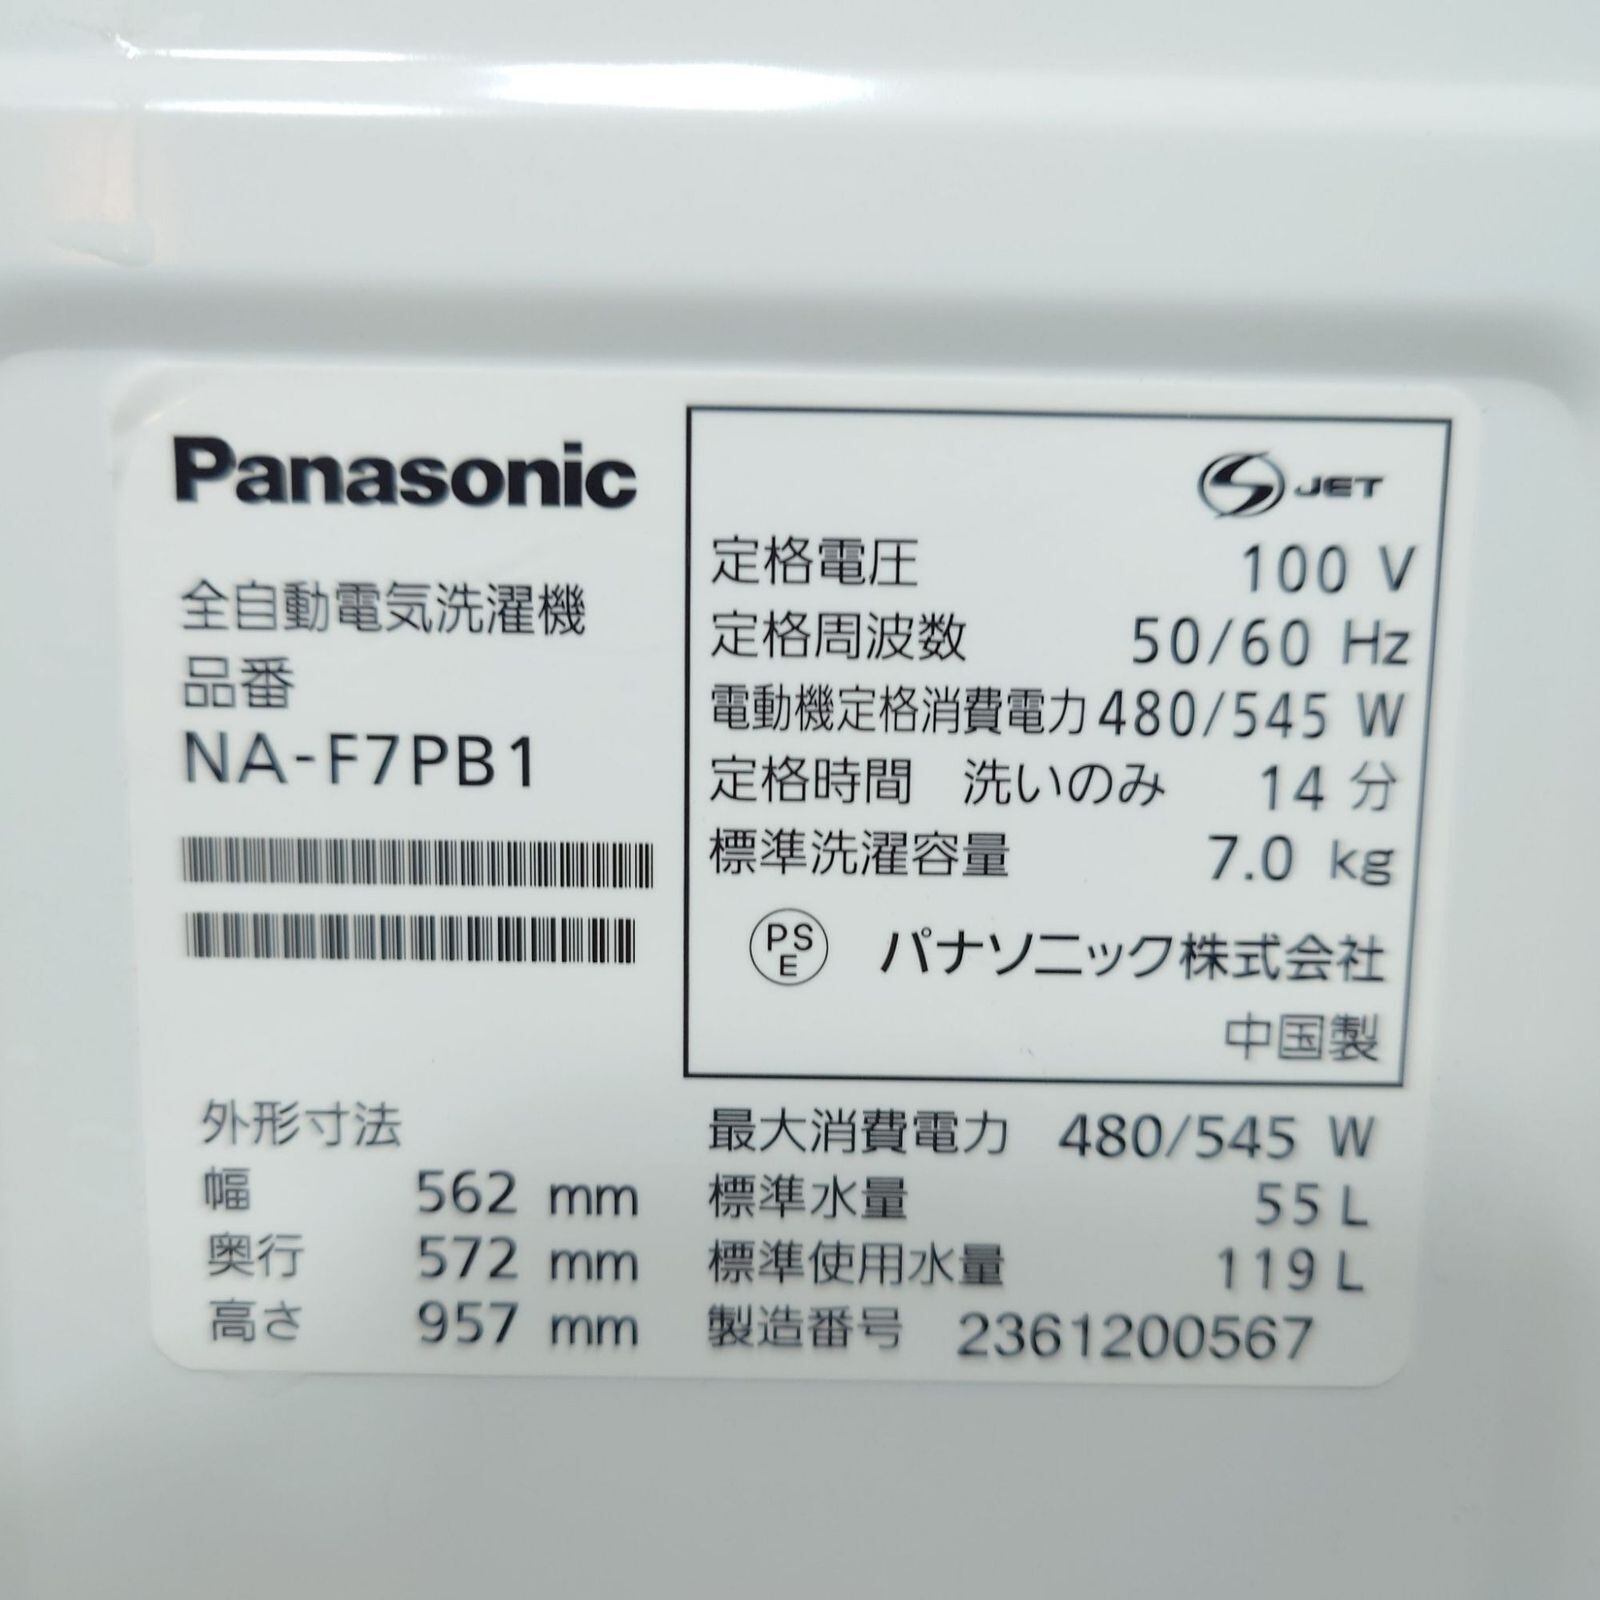 Panasonic
全自動電気洗濯機
品番
NA-F7PB1
S JET
定格電圧 100 V
定格周波数 50/60 Hz
電動機定格消費電力 480/545 W
定格時間 洗いのみ 14 分
標準洗濯容量 7.0 kg
PS
E
パナソニック株式会社
中国製
外形寸法
幅 562 mm
奥行 572 mm
高さ 957 mm
最大消費電力 480/545 W
標準水量 55 L
標準使用水量 119 L
製造番号 2361200567